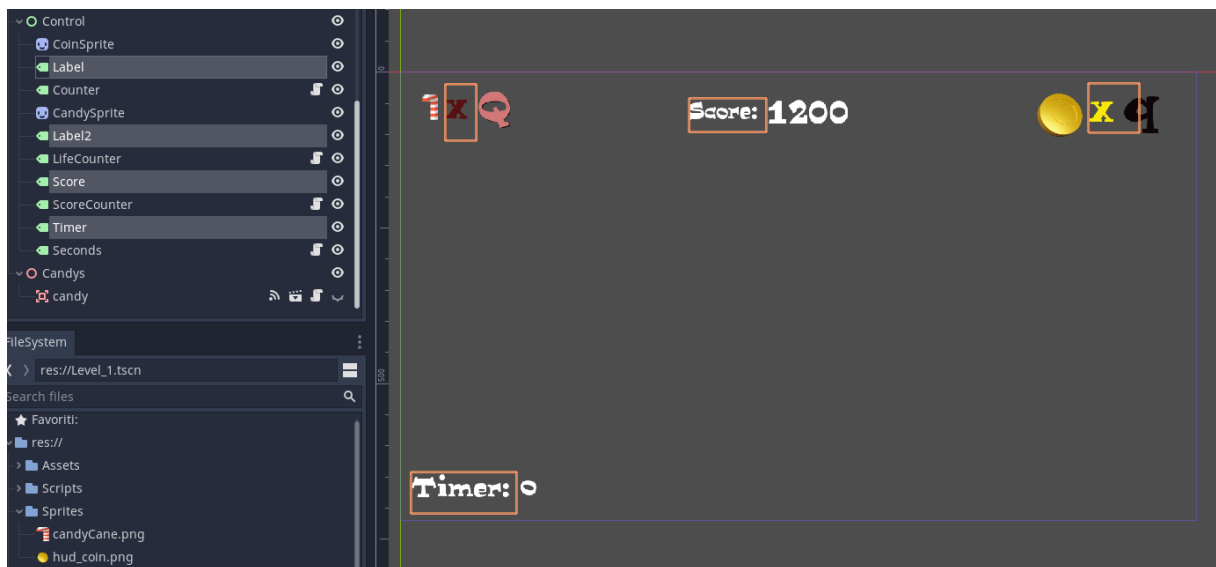 Control
CoinSprite
Label
Counter
CandySprite
Label2
LifeCounter
Score
ScoreCounter
Timer
Seconds
Candys
candy
FileSystem
res://Level_1.tscn
Search files
Favoriti:
res://
Assets
Scripts
Sprites
candyCane.png
hud_coin.png
0
500
x Q
Score: 1200
x q
Timer: 0